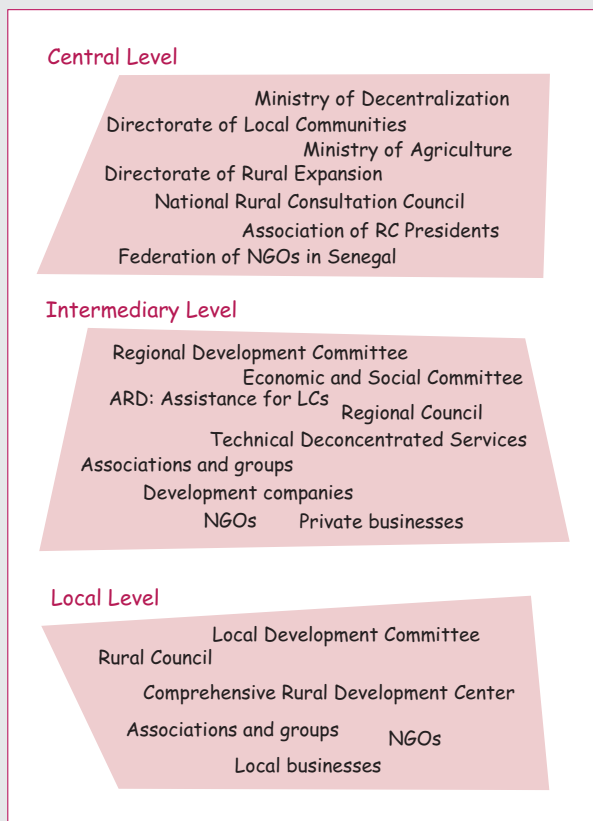 Central Level
Ministry of Decentralization
Directorate of Local Communities
Ministry of Agriculture
Directorate of Rural Expansion
National Rural Consultation Council
Association of RC Presidents
Federation of NGOs in Senegal
Intermediary Level
Regional Development Committee
Economic and Social Committee
ARD: Assistance for LCs
Regional Council
Technical Deconcentrated Services
Associations and groups
Development companies
NGOs Private businesses
Local Level
Local Development Committee
Rural Council
Comprehensive Rural Development Center
Associations and groups
NGOs
Local businesses